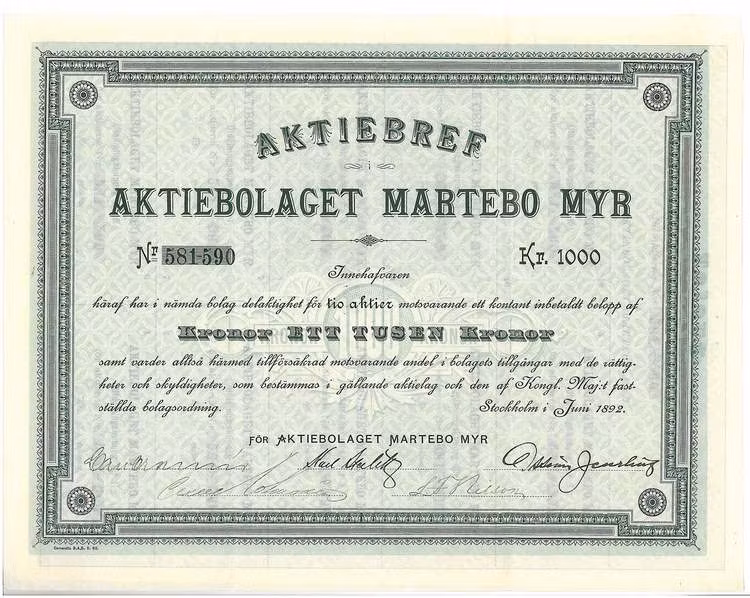 AKTIEBREF
i
AKTIEBOLAGET MARTEBO MYR
Nr 581-590 Kr. 1000
Innehafvaren
häraf har i nämda bolag delaktighet för tio aktier motsvarande ett kontant inbetaldt belopp af
Kronor ETT TUSEN Kronor
samt varder alltså härmed tillförsäkrad motsvarande andel i bolagets tillgångar med de rättig-
heter och skyldigheter, som bestämmas i gällande aktielag och den af Kongl. Maj:t fast-
ställda bolagsordning. Stockholm i Juni 1892.
FÖR AKTIEBOLAGET MARTEBO MYR